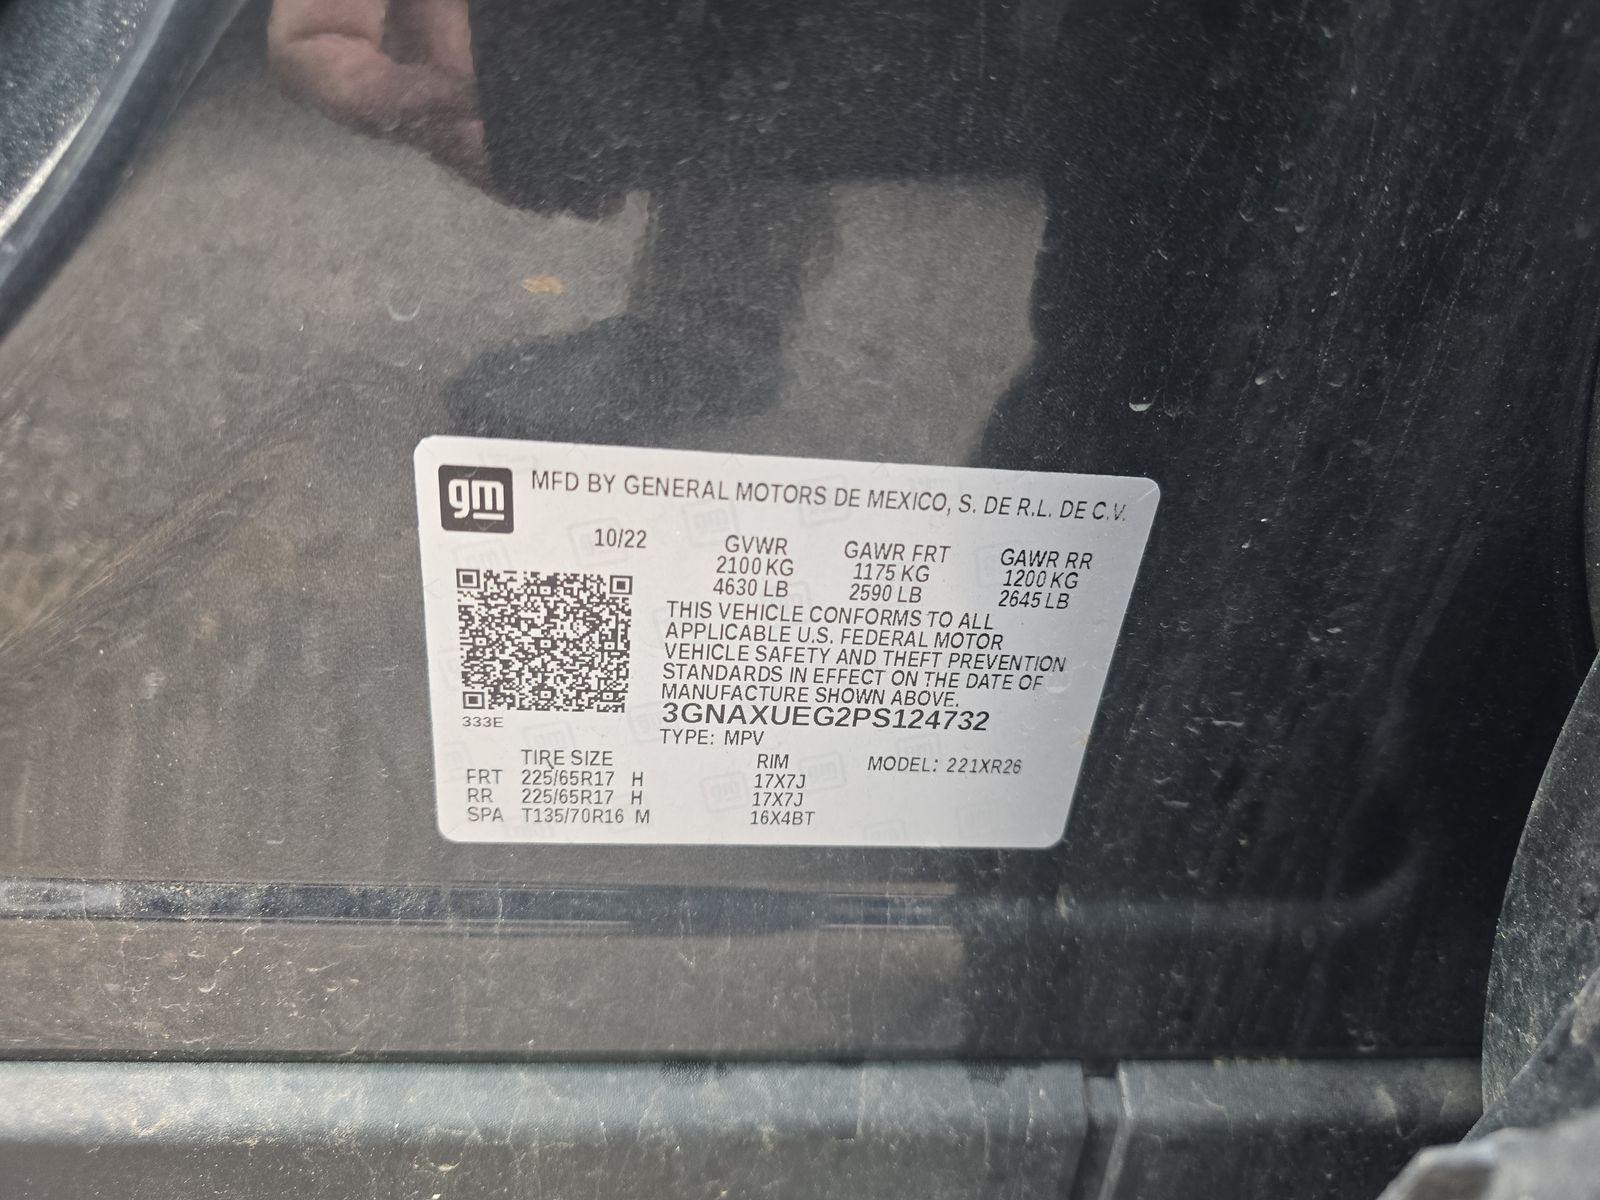 gm MFD BY GENERAL MOTORS DE MEXICO, S. DE R.L. DE C.V.
10/22 GVWR GAWR FRT GAWR RR
2100 KG 1175 KG 1200 KG
4630 LB 2590 LB 2645 LB
THIS VEHICLE CONFORMS TO ALL
APPLICABLE U.S. FEDERAL MOTOR
VEHICLE SAFETY AND THEFT PREVENTION
STANDARDS IN EFFECT ON THE DATE OF
MANUFACTURE SHOWN ABOVE.
333E 3GNAXUEG2PS124732
TYPE: MPV
TIRE SIZE RIM MODEL: 221XR26
FRT 225/65R17 H 17X7J
RR 225/65R17 H 17X7J
SPA T135/70R16 M 16X4BT